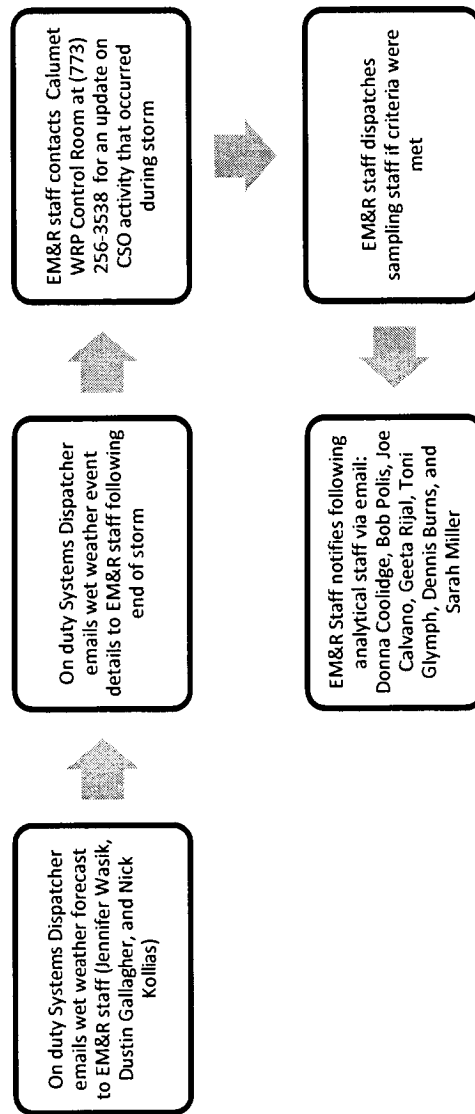 On duty Systems Dispatcher
emails wet weather forecast
to EM&R staff (Jennifer Wasik,
Dustin Gallagher, and Nick
Kollias)
On duty Systems Dispatcher
emails wet weather event
details to EM&R staff following
end of storm
EM&R staff contacts Calumet
WRP Control Room at (773)
256-3538 for an update on
CSO activity that occurred
during storm
EM&R staff dispatches
sampling staff if criteria were
met
EM&R Staff notifies following
analytical staff via email:
Donna Coolidge, Bob Polis, Joe
Calvano, Geeta Rijal, Toni
Glymph, Dennis Burns, and
Sarah Miller